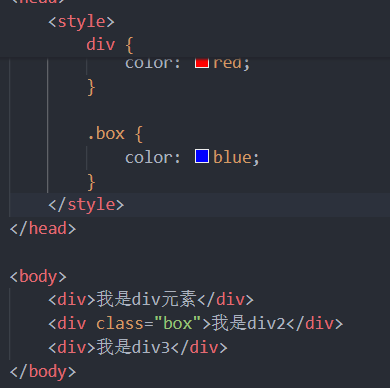 <head>
<style>
div {
color: red;
}
.box {
color: blue;
}
</style>
</head>
<body>
<div>我是div元素</div>
<div class="box">我是div2</div>
<div>我是div3</div>
</body>